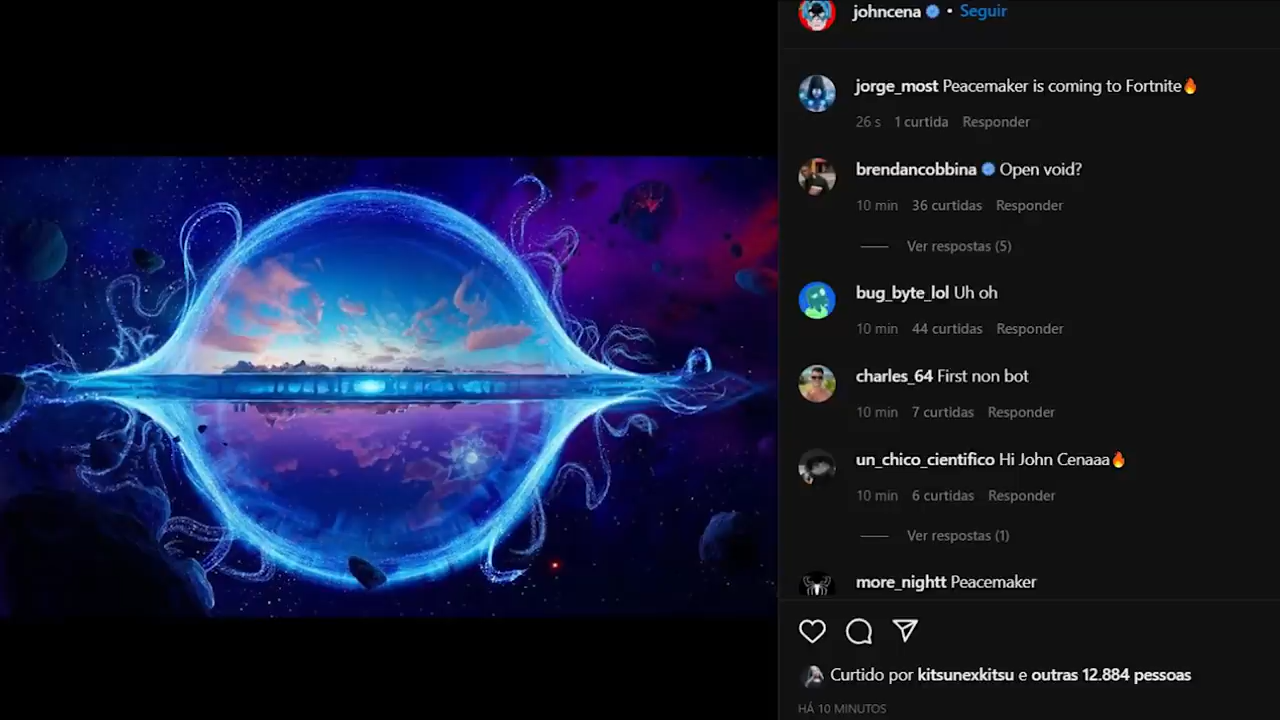 johncena • Seguir
jorge_most Peacemaker is coming to Fortnite🔥
26 s 1 curtida Responder
brendancobbina Open void?
10 min 36 curtidas Responder
Ver respostas (5)
bug_byte_lol Uh oh
10 min 44 curtidas Responder
charles_64 First non bot
10 min 7 curtidas Responder
un_chico_cientifico Hi John Cenaaa🔥
10 min 6 curtidas Responder
Ver respostas (1)
more_nightt Peacemaker
Curtido por kitsunexkitsu e outras 12.884 pessoas
HÁ 10 MINUTOS